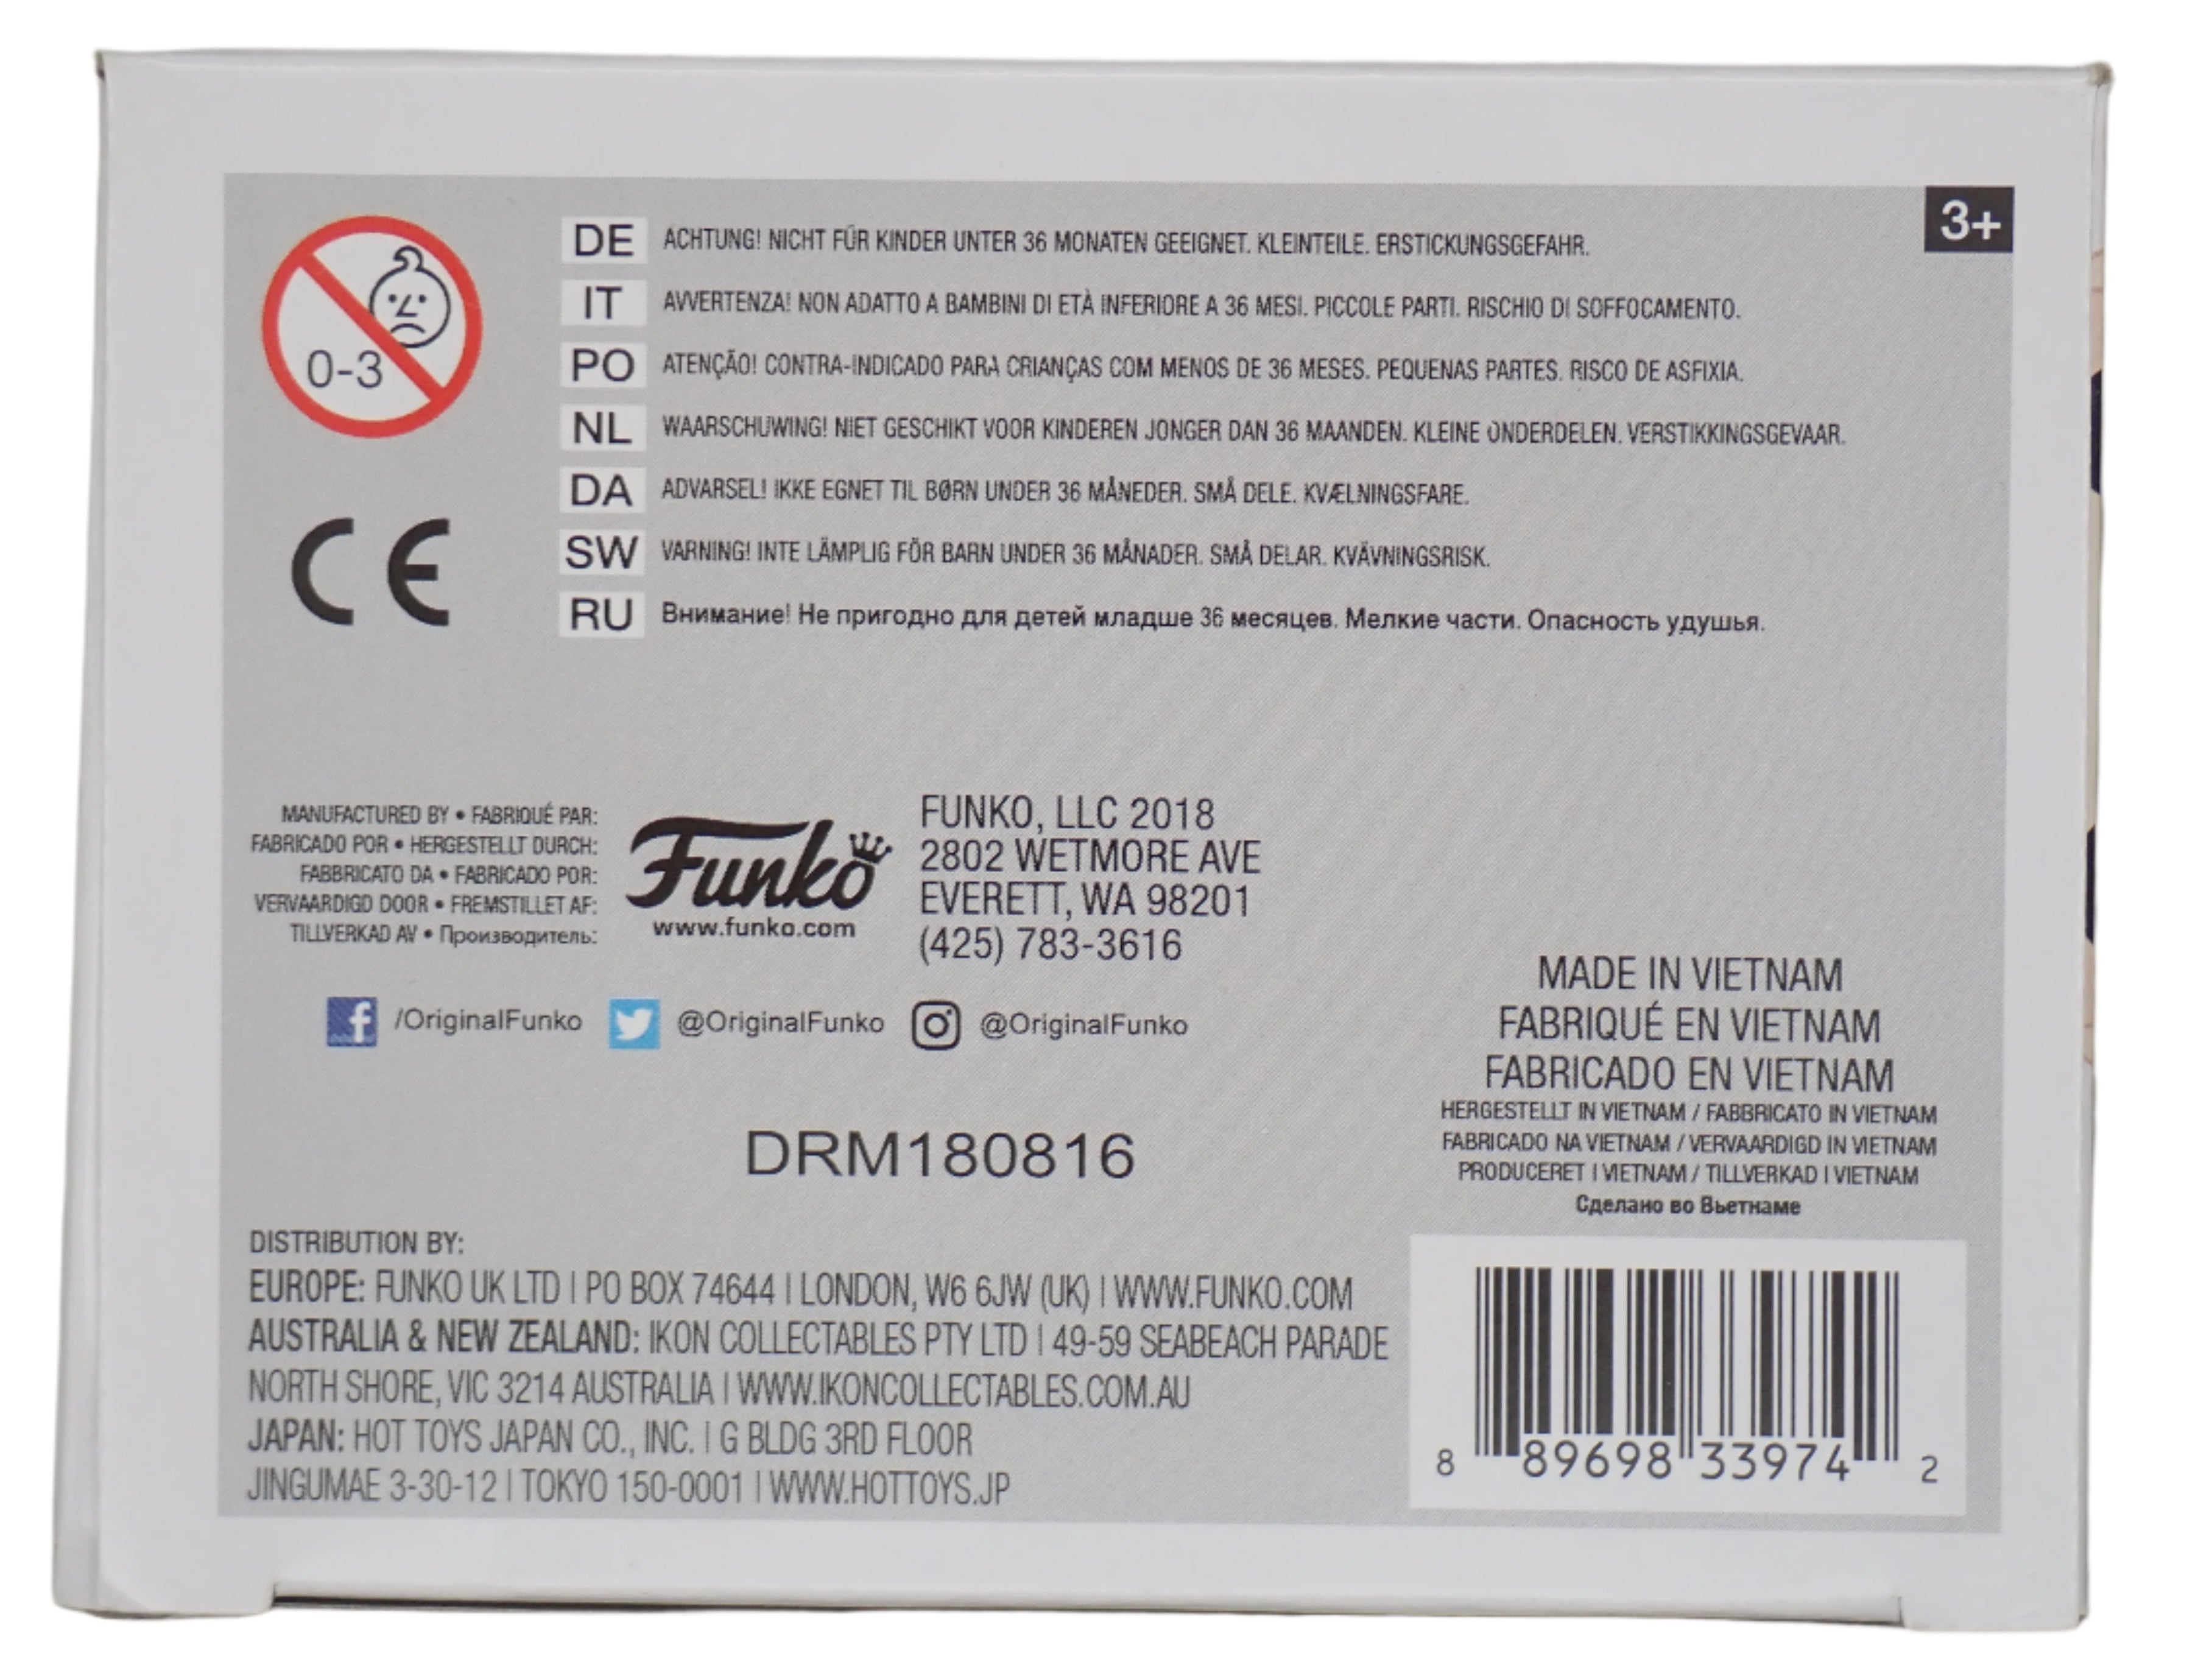 3+
0-3
DE ACHTUNG! NICHT FÜR KINDER UNTER 36 MONATEN GEEIGNET. KLEINTEILE. ERSTICKUNGSGEFAHR.
IT AVVERTENZA! NON ADATTO A BAMBINI DI ETÀ INFERIORE A 36 MESI. PICCOLE PARTI. RISCHIO DI SOFFOCAMENTO.
PO ATENÇÃO! CONTRA-INDICADO PARA CRIANÇAS COM MENOS DE 36 MESES. PEQUENAS PARTES. RISCO DE ASFIXIA.
NL WAARSCHUWING! NIET GESCHIKT VOOR KINDEREN JONGER DAN 36 MAANDEN. KLEINE ONDERDELEN. VERSTIKKINGSGEVAAR.
DA ADVARSEL! IKKE EGNET TIL BØRN UNDER 36 MÅNEDER. SMÅ DELE. KVÆLNINGSFARE.
SW VARNING! INTE LÄMPLIG FÖR BARN UNDER 36 MÅNADER. SMÅ DELAR. KVÄVNINGSRISK.
RU Внимание! Не пригодно для детей младше 36 месяцев. Мелкие части. Опасность удушья.
CE
MANUFACTURED BY • FABRIQUÉ PAR:
FABRICADO POR • HERGESTELLT DURCH:
FABBRICATO DA • FABRICADO POR:
VERVAARDIGD DOOR • FREMSTILLET AF:
TILLVERKAD AV • Производитель:
Funko
www.funko.com
FUNKO, LLC 2018
2802 WETMORE AVE
EVERETT, WA 98201
(425) 783-3616
/OriginalFunko @OriginalFunko @OriginalFunko
DRM180816
MADE IN VIETNAM
FABRIQUÉ EN VIETNAM
FABRICADO EN VIETNAM
HERGESTELLT IN VIETNAM / FABBRICATO IN VIETNAM
FABRICADO NA VIETNAM / VERVAARDIGD IN VIETNAM
PRODUCERET I VIETNAM / TILLVERKAD I VIETNAM
Сделано во Вьетнаме
DISTRIBUTION BY:
EUROPE: FUNKO UK LTD | PO BOX 74644 | LONDON, W6 6JW (UK) | WWW.FUNKO.COM
AUSTRALIA & NEW ZEALAND: IKON COLLECTABLES PTY LTD | 49-59 SEABEACH PARADE
NORTH SHORE, VIC 3214 AUSTRALIA | WWW.IKONCOLLECTABLES.COM.AU
JAPAN: HOT TOYS JAPAN CO., INC. | G BLDG 3RD FLOOR
JINGUMAE 3-30-12 | TOKYO 150-0001 | WWW.HOTTOYS.JP
8 89698 33974 2